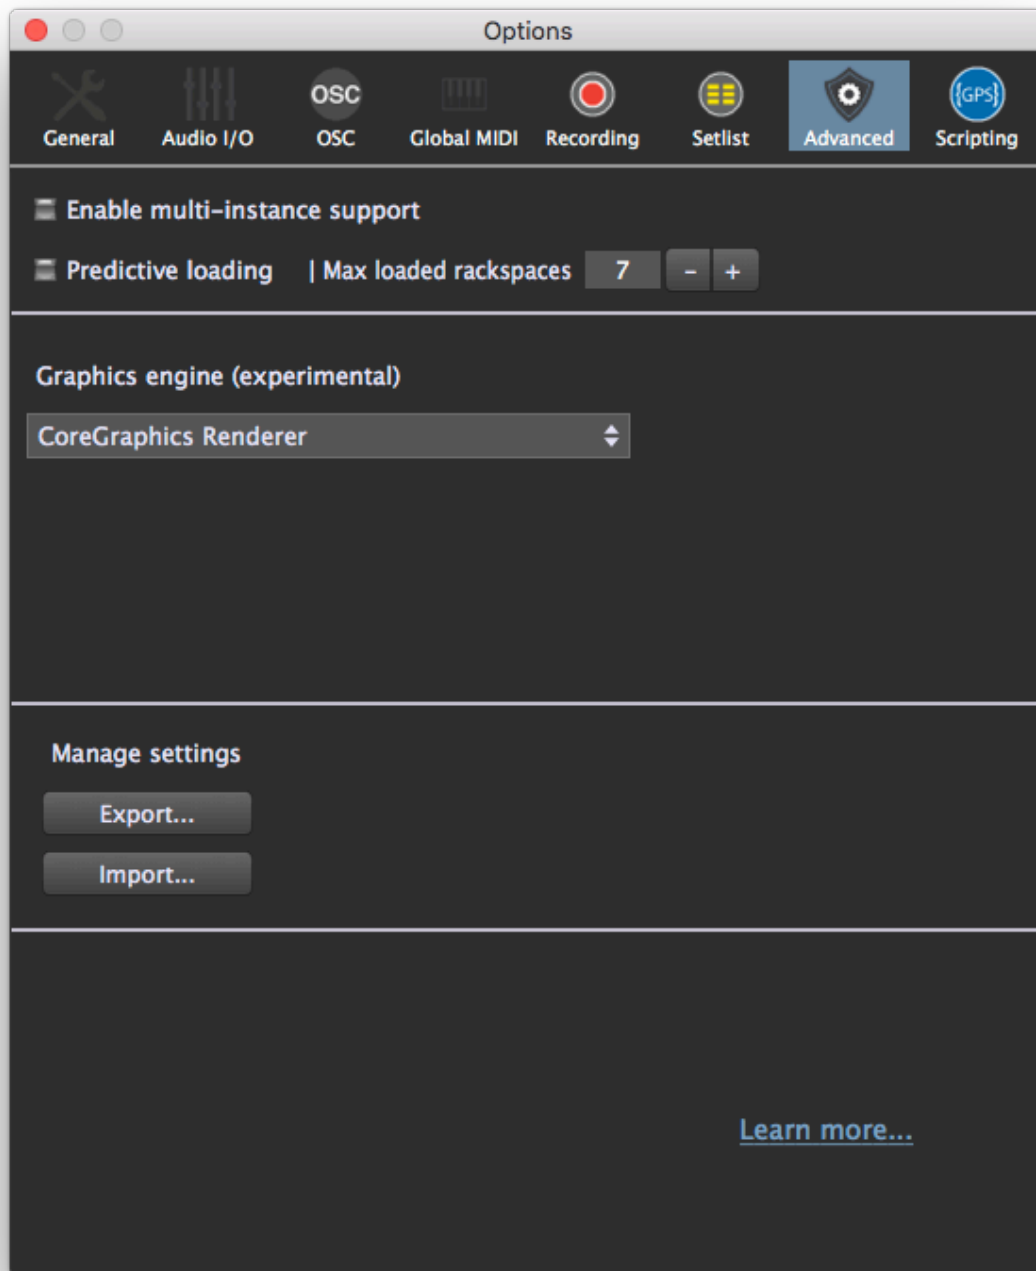 Options
OSC
{GPS}
General Audio I/O OSC Global MIDI Recording Setlist Advanced Scripting
Enable multi-instance support
Predictive loading | Max loaded rackspaces 7 - +
Graphics engine (experimental)
CoreGraphics Renderer
Manage settings
Export...
Import...
Learn more...